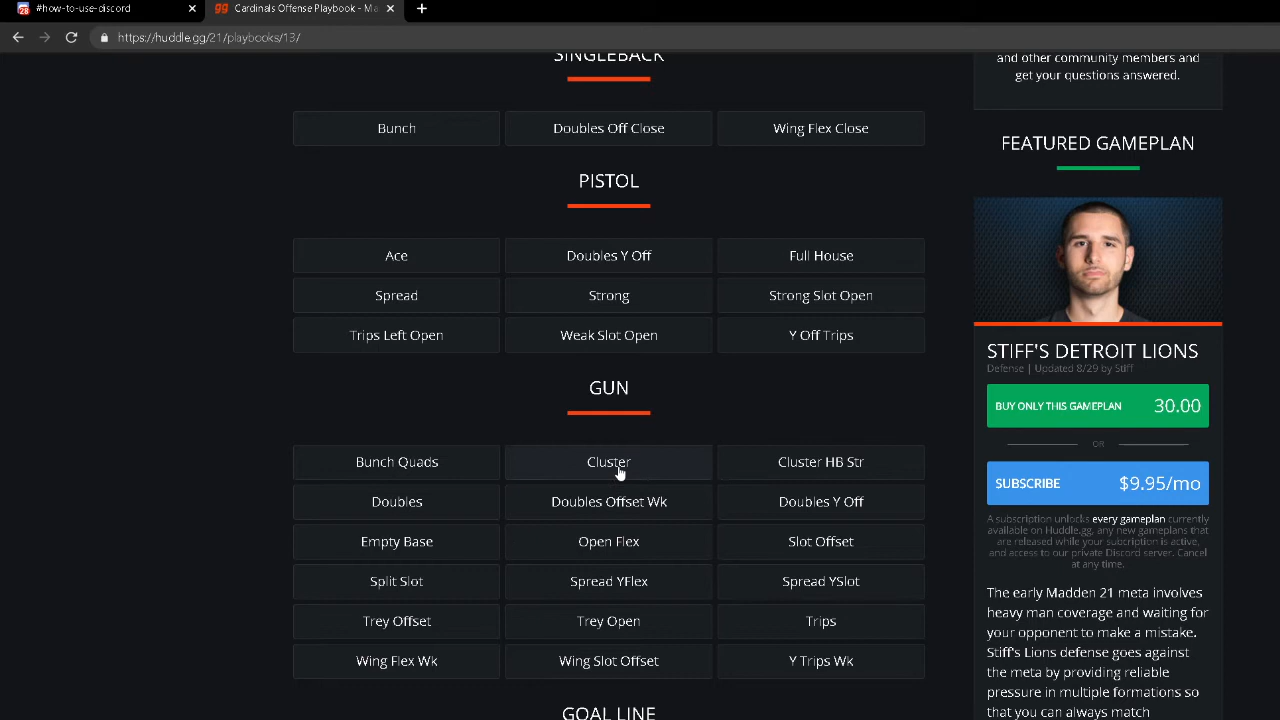 #how-to-use-discord
Cardinals Offense Playbook - Ma
https://huddle.gg/21/playbooks/13/
SINGLEBACK
Bunch
Doubles Off Close
Wing Flex Close
PISTOL
Ace
Doubles Y Off
Full House
Spread
Strong
Strong Slot Open
Trips Left Open
Weak Slot Open
Y Off Trips
GUN
Bunch Quads
Cluster
Cluster HB Str
Doubles
Doubles Offset Wk
Doubles Y Off
Empty Base
Open Flex
Slot Offset
Split Slot
Spread YFlex
Spread YSlot
Trey Offset
Trey Open
Trips
Wing Flex Wk
Wing Slot Offset
Y Trips Wk
GOAL LINE
and other community members and
get your questions answered.
FEATURED GAMEPLAN
STIFF'S DETROIT LIONS
Defense | Updated 8/29 by Stiff
BUY ONLY THIS GAMEPLAN 30.00
OR
SUBSCRIBE $9.95/mo
A subscription unlocks every gameplan currently
available on Huddle.gg, any new gameplans that
are released while your subcription is active,
and access to our private Discord server. Cancel
at any time.
The early Madden 21 meta involves
heavy man coverage and waiting for
your opponent to make a mistake.
Stiff's Lions defense goes against
the meta by providing reliable
pressure in multiple formations so
that you can always match